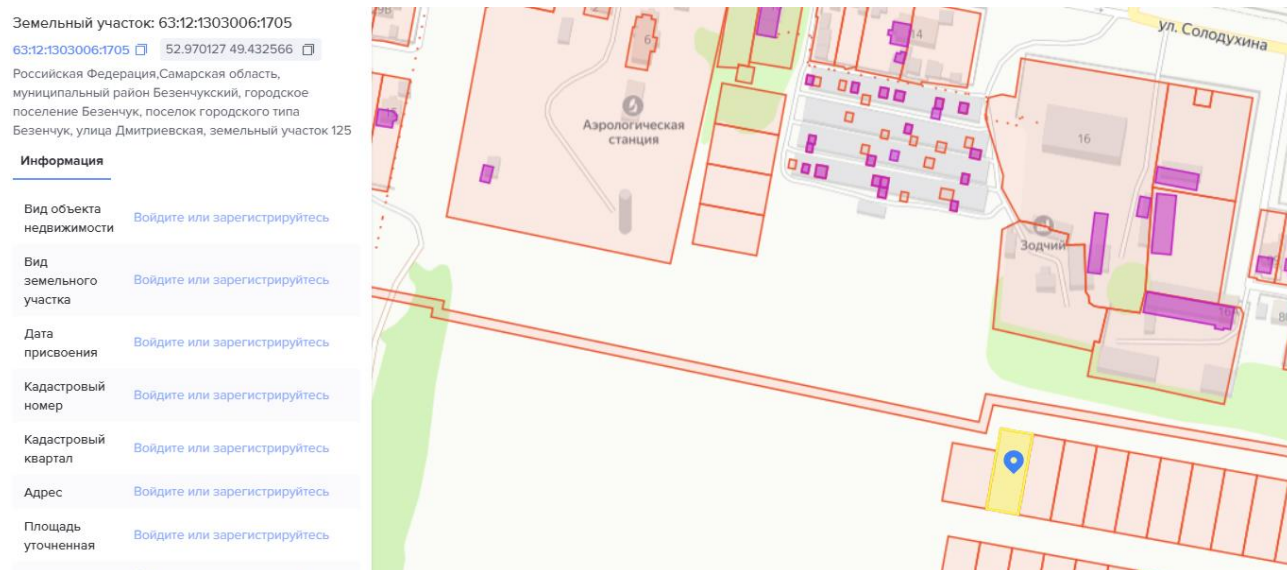 Земельный участок: 63:12:1303006:1705
63:12:1303006:1705
52.970127 49.432566
Российская Федерация,Самарская область,
муниципальный район Безенчукский, городское
поселение Безенчук, поселок городского типа
Безенчук, улица Дмитриевская, земельный участок 125
Информация
Вид объекта
недвижимости
Войдите или зарегистрируйтесь
Вид
земельного
участка
Войдите или зарегистрируйтесь
Дата
присвоения
Войдите или зарегистрируйтесь
Кадастровый
номер
Войдите или зарегистрируйтесь
Кадастровый
квартал
Войдите или зарегистрируйтесь
Адрес
Войдите или зарегистрируйтесь
Площадь
уточненная
Войдите или зарегистрируйтесь
6
14
ул. Солодухина
Аэрологическая
станция
16
Зодчий